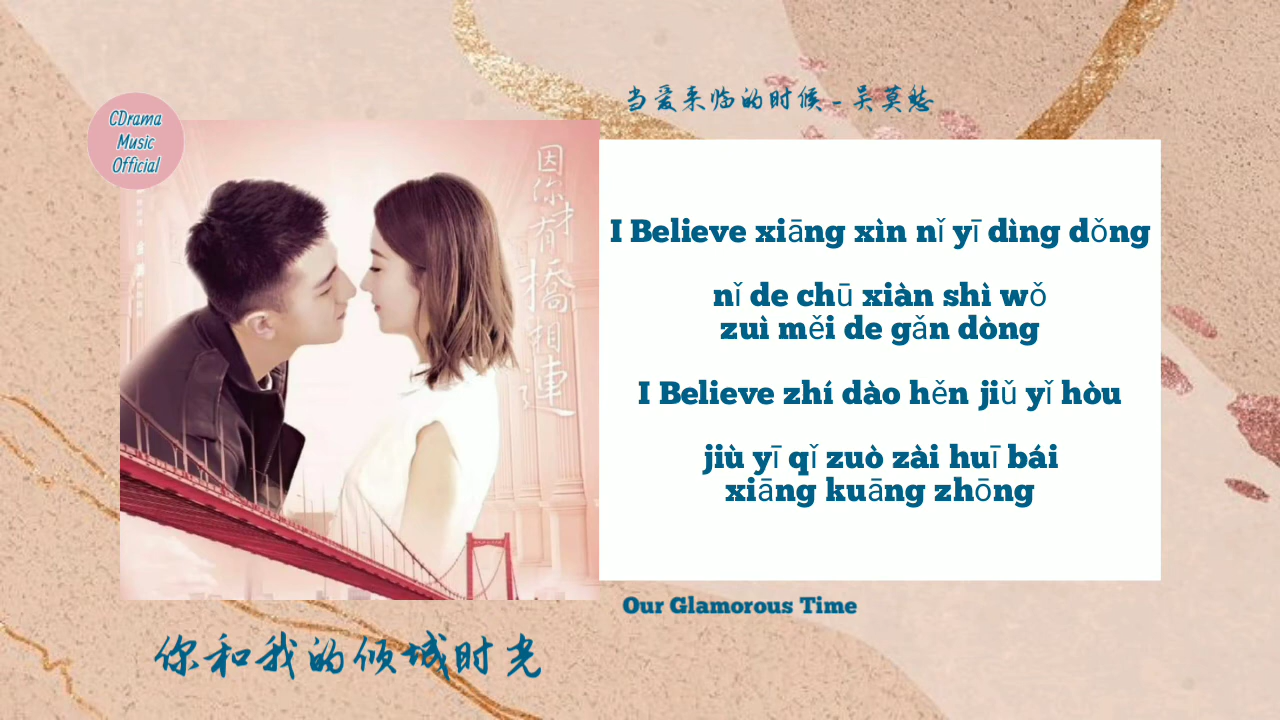 当爱来临的时候 - 吴莫愁
CDrama
Music
Official
因你
才有
橋相連
I Believe xiāng xìn nǐ yī dìng dǒng
nǐ de chū xiàn shì wǒ
zuì měi de gǎn dòng
I Believe zhí dào hěn jiǔ yǐ hòu
jiù yī qǐ zuò zài huī bái
xiāng kuāng zhōng
Our Glamorous Time
你和我的倾城时光